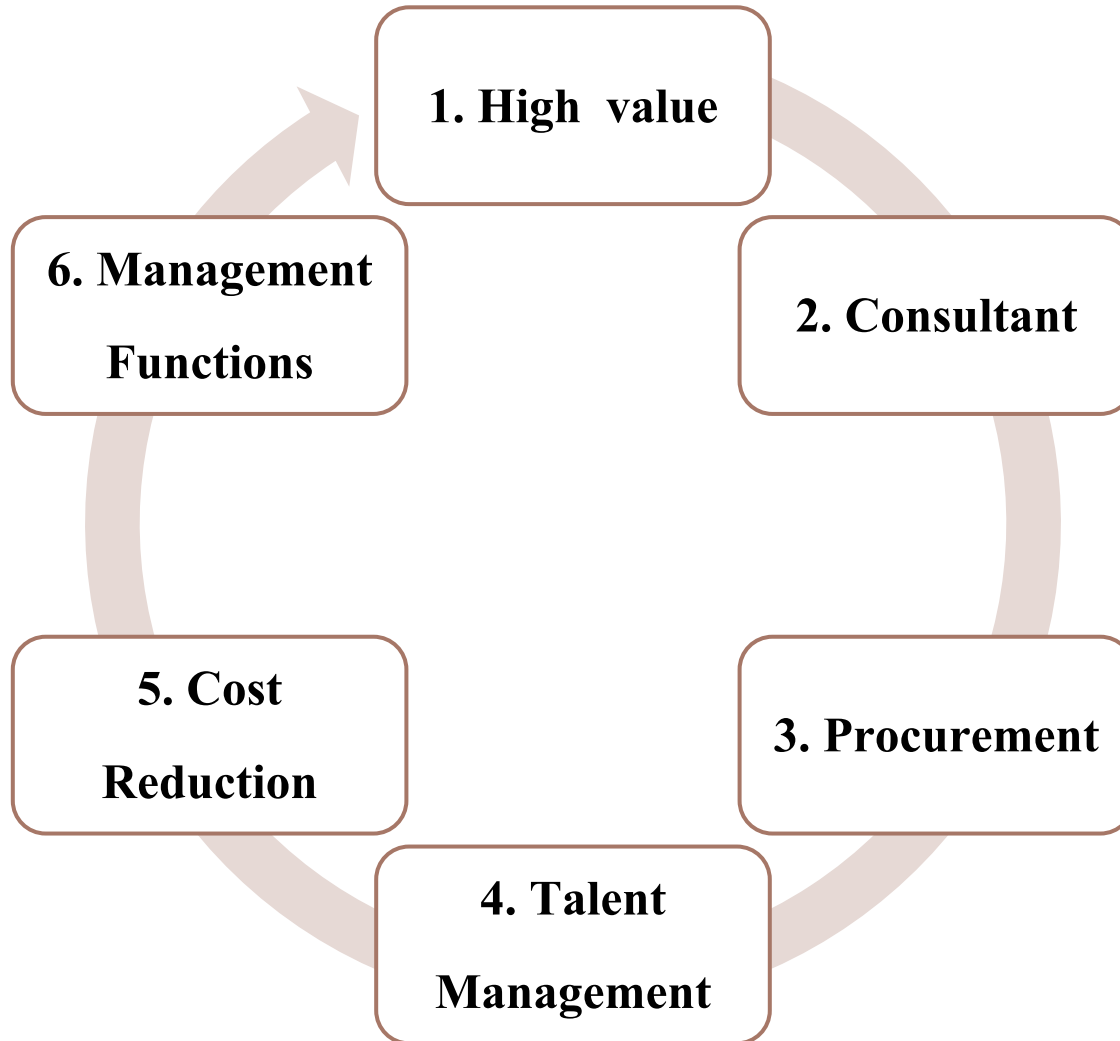 1. High  value
2. Consultant
3. Procurement
4. Talent
Management
5. Cost
Reduction
6. Management
Functions